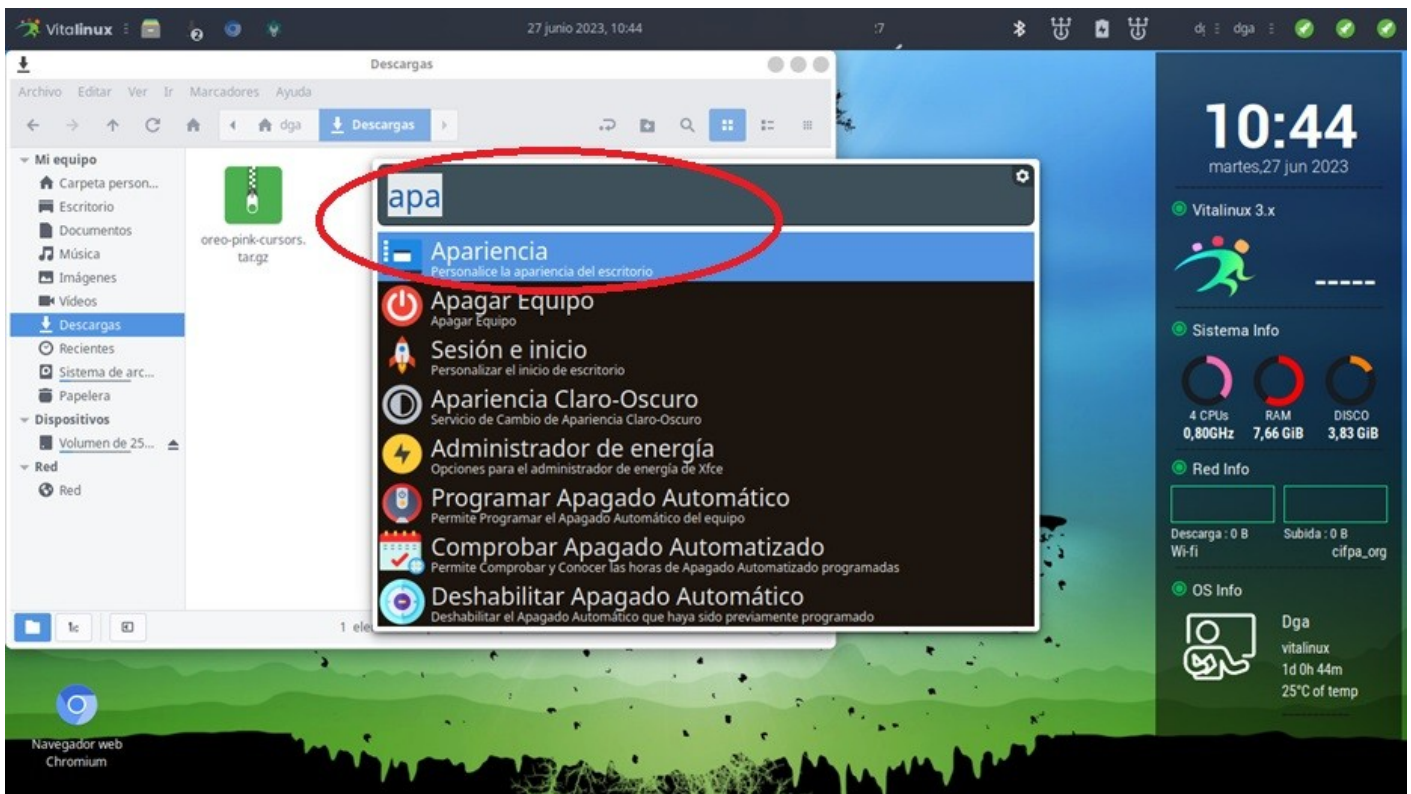 Vitalinux
2
27 junio 2023, 10:44
:7
dga
Descargas
Archivo Editar Ver Ir Marcadores Ayuda
dga Descargas
Mi equipo
Carpeta person...
Escritorio
Documentos
Música
Imágenes
Vídeos
Descargas
Recientes
Sistema de arc...
Papelera
Dispositivos
Volumen de 25...
Red
Red
oreo-pink-cursors.
tar.gz
1 ele
apa
Apariencia
Personalice la apariencia del escritorio
Apagar Equipo
Apagar Equipo
Sesión e inicio
Personalizar el inicio de escritorio
Apariencia Claro-Oscuro
Servicio de Cambio de Apariencia Claro-Oscuro
Administrador de energía
Opciones para el administrador de energía de Xfce
Programar Apagado Automático
Permite Programar el Apagado Automático del equipo
Comprobar Apagado Automatizado
Permite Comprobar y Conocer las horas de Apagado Automatizado programadas
Deshabilitar Apagado Automático
Deshabilitar el Apagado Automático que haya sido previamente programado
10:44
martes,27 jun 2023
Vitalinux 3.x
-----
Sistema Info
4 CPUs RAM DISCO
0,80GHz 7,66 GiB 3,83 GiB
Red Info
Descarga : 0 B Subida : 0 B
Wi-fi cifpa_org
OS Info
Dga
vitalinux
1d 0h 44m
25°C of temp
Navegador web
Chromium